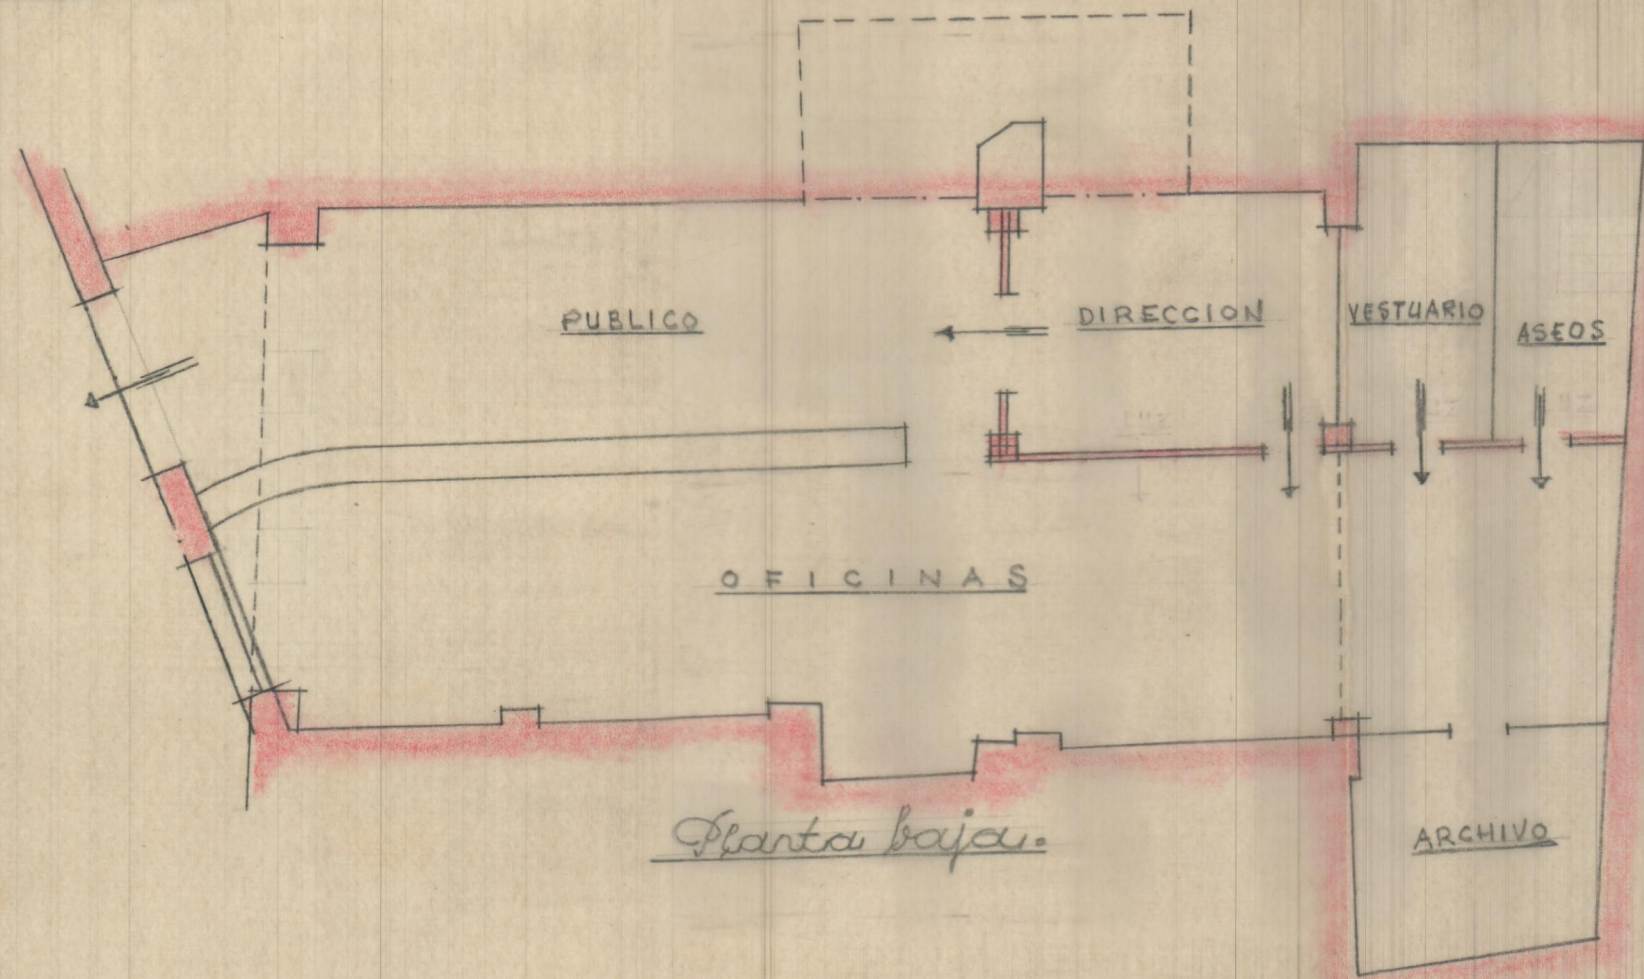 PUBLICO
DIRECCION
VESTUARIO
ASEOS
OFICINAS
Planta baja.
ARCHIVO